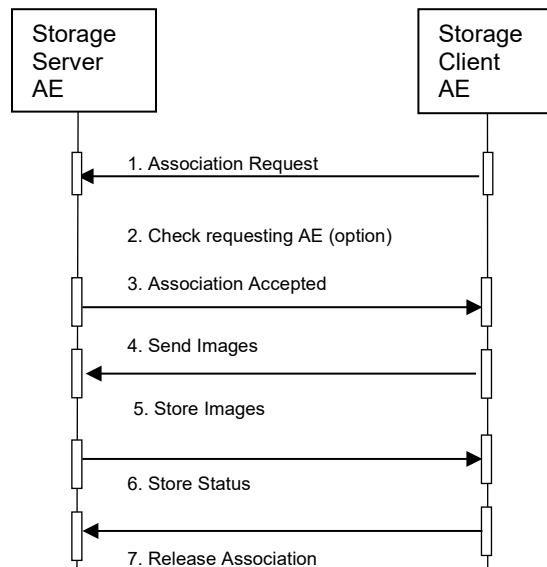 Storage
Server
AE
Storage
Client
AE
1. Association Request
2. Check requesting AE (option)
3. Association Accepted
4. Send Images
5. Store Images
6. Store Status
7. Release Association